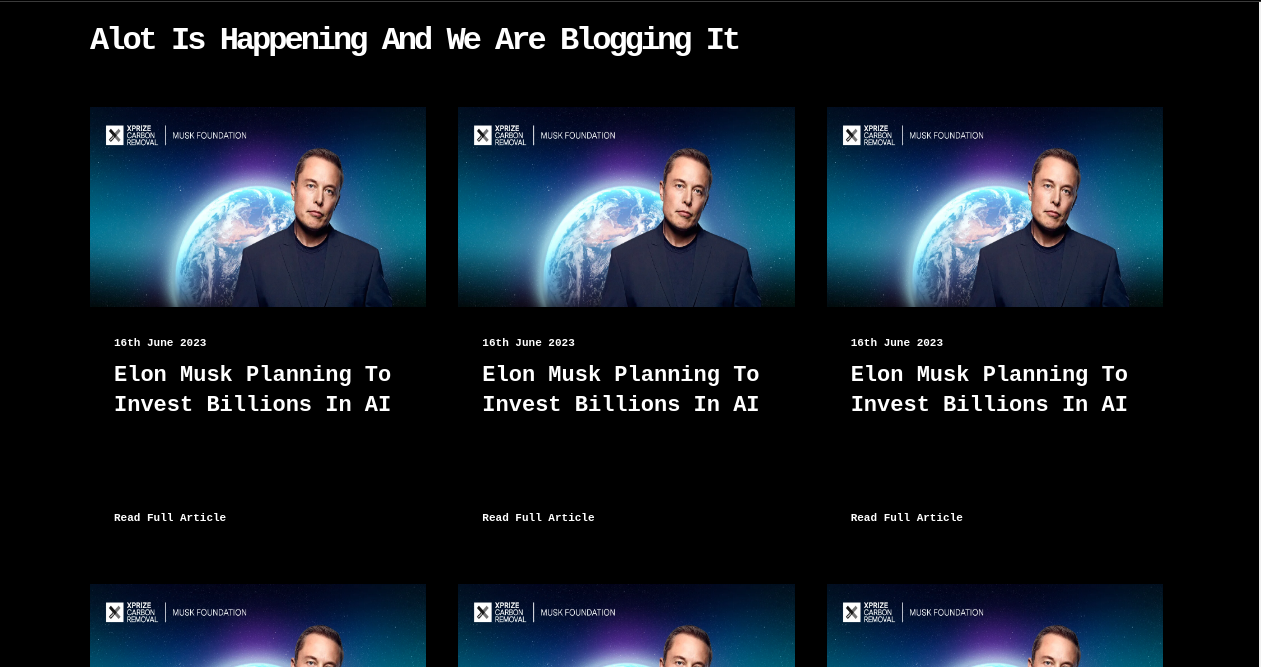 Alot Is Happening And We Are Blogging It
XPRIZE
CARBON
REMOVAL
MUSK FOUNDATION
XPRIZE
CARBON
REMOVAL
MUSK FOUNDATION
XPRIZE
CARBON
REMOVAL
MUSK FOUNDATION
16th June 2023
Elon Musk Planning To
Invest Billions In AI
Read Full Article
16th June 2023
Elon Musk Planning To
Invest Billions In AI
Read Full Article
16th June 2023
Elon Musk Planning To
Invest Billions In AI
Read Full Article
XPRIZE
CARBON
REMOVAL
MUSK FOUNDATION
XPRIZE
CARBON
REMOVAL
MUSK FOUNDATION
XPRIZE
CARBON
REMOVAL
MUSK FOUNDATION